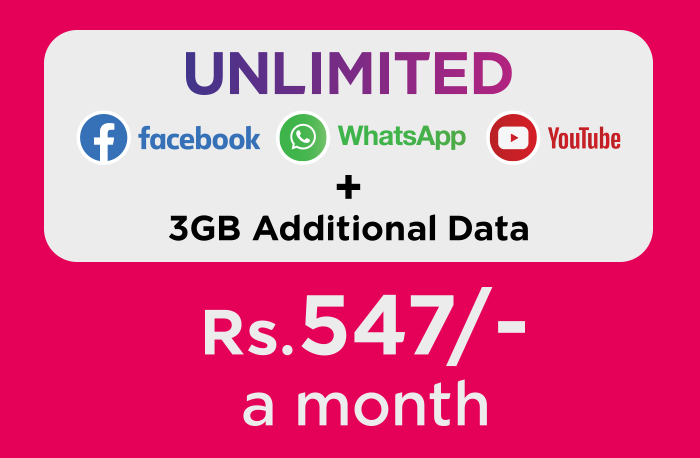 UNLIMITED
facebook WhatsApp YouTube
+
3GB Additional Data
Rs.547/-
a month